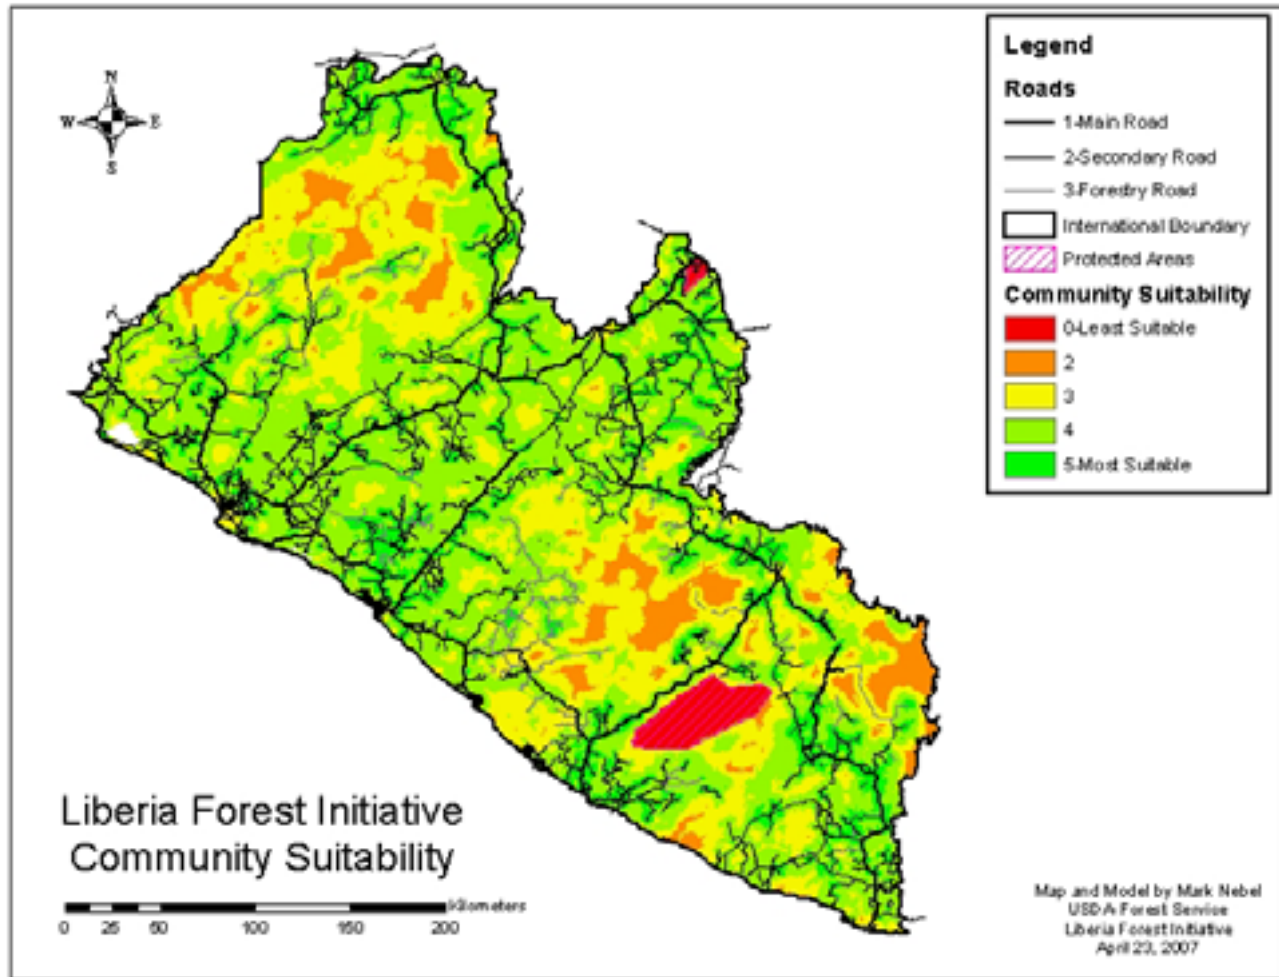 N
W E
S
Legend
Roads
1-Main Road
2-Secondary Road
3-Forestry Road
International Boundary
Protected Areas
Community Suitability
0-Least Suitable
2
3
4
5-Most Suitable
Liberia Forest Initiative
Community Suitability
Kilometers
0 25 50 100 150 200
Map and Model by Mark Nebel
USDA Forest Service
Liberia Forest Initiative
April 23, 2007